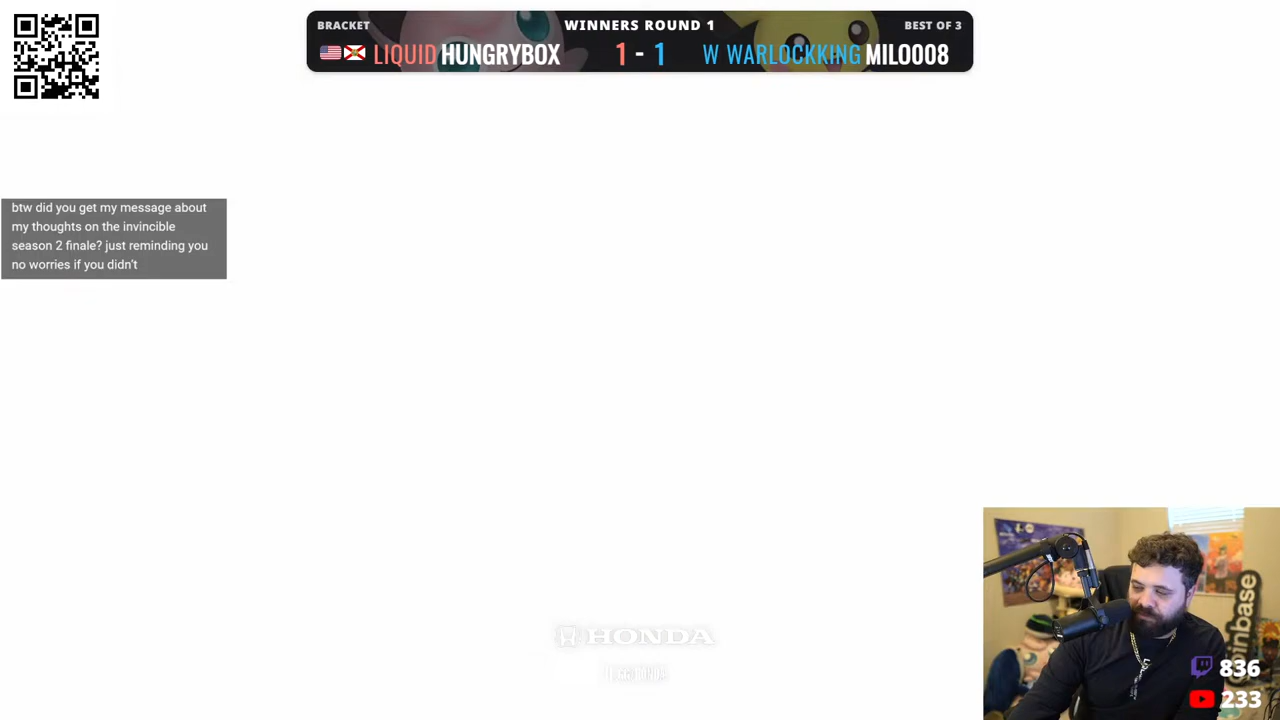 BRACKET
WINNERS ROUND 1
BEST OF 3
LIQUID HUNGRYBOX 1 - 1 W WARLOCKKING MILO008
btw did you get my message about
my thoughts on the invincible
season 2 finale? just reminding you
no worries if you didn't
HONDA
inbase
836
233